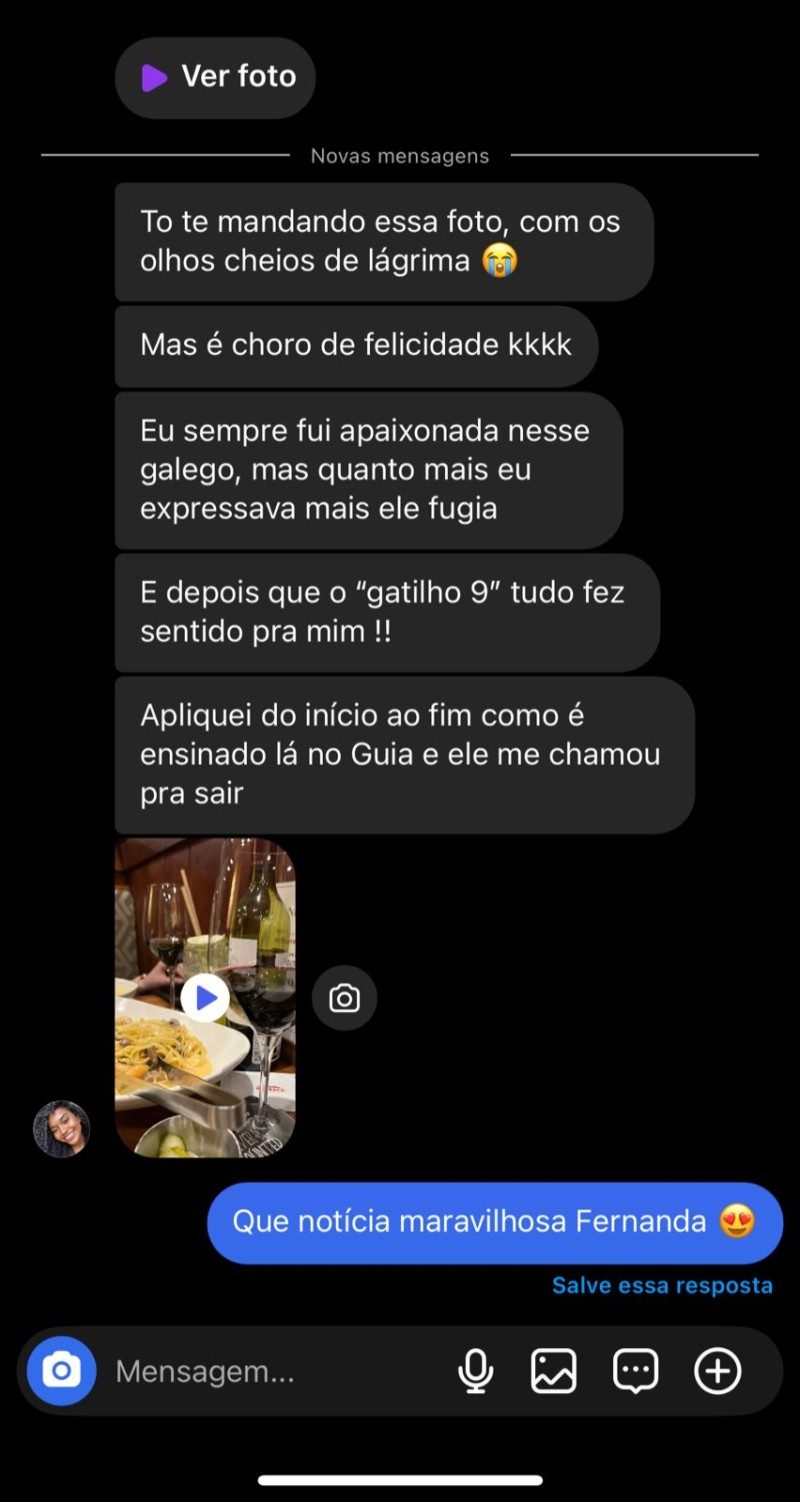 Ver foto
Novas mensagens
To te mandando essa foto, com os
olhos cheios de lágrima 😭
Mas é choro de felicidade kkkk
Eu sempre fui apaixonada nesse
galego, mas quanto mais eu
expressava mais ele fugia
E depois que o “gatilho 9” tudo fez
sentido pra mim !!
Apliquei do início ao fim como é
ensinado lá no Guia e ele me chamou
pra sair
Que notícia maravilhosa Fernanda 😍
Salve essa resposta
Mensagem...